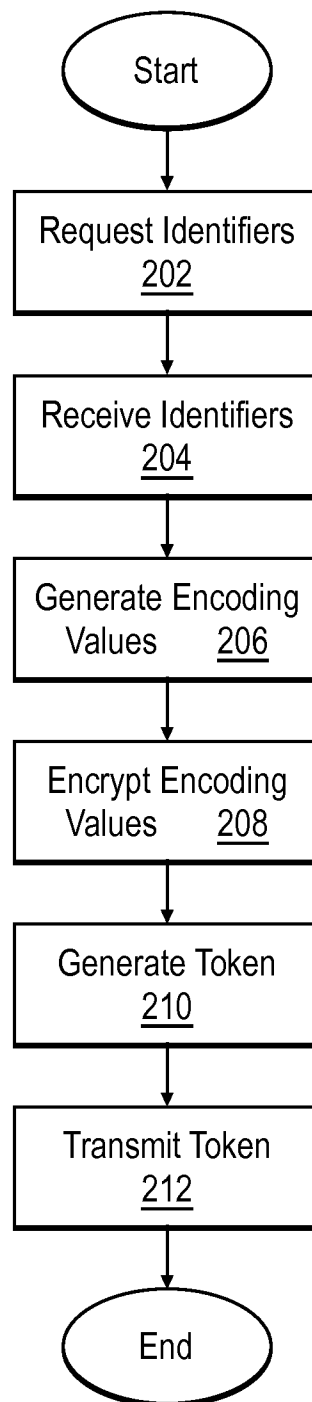 Start
Request Identifiers
202
Receive Identifiers
204
Generate Encoding
Values 206
Encrypt Encoding
Values 208
Generate Token
210
Transmit Token
212
End